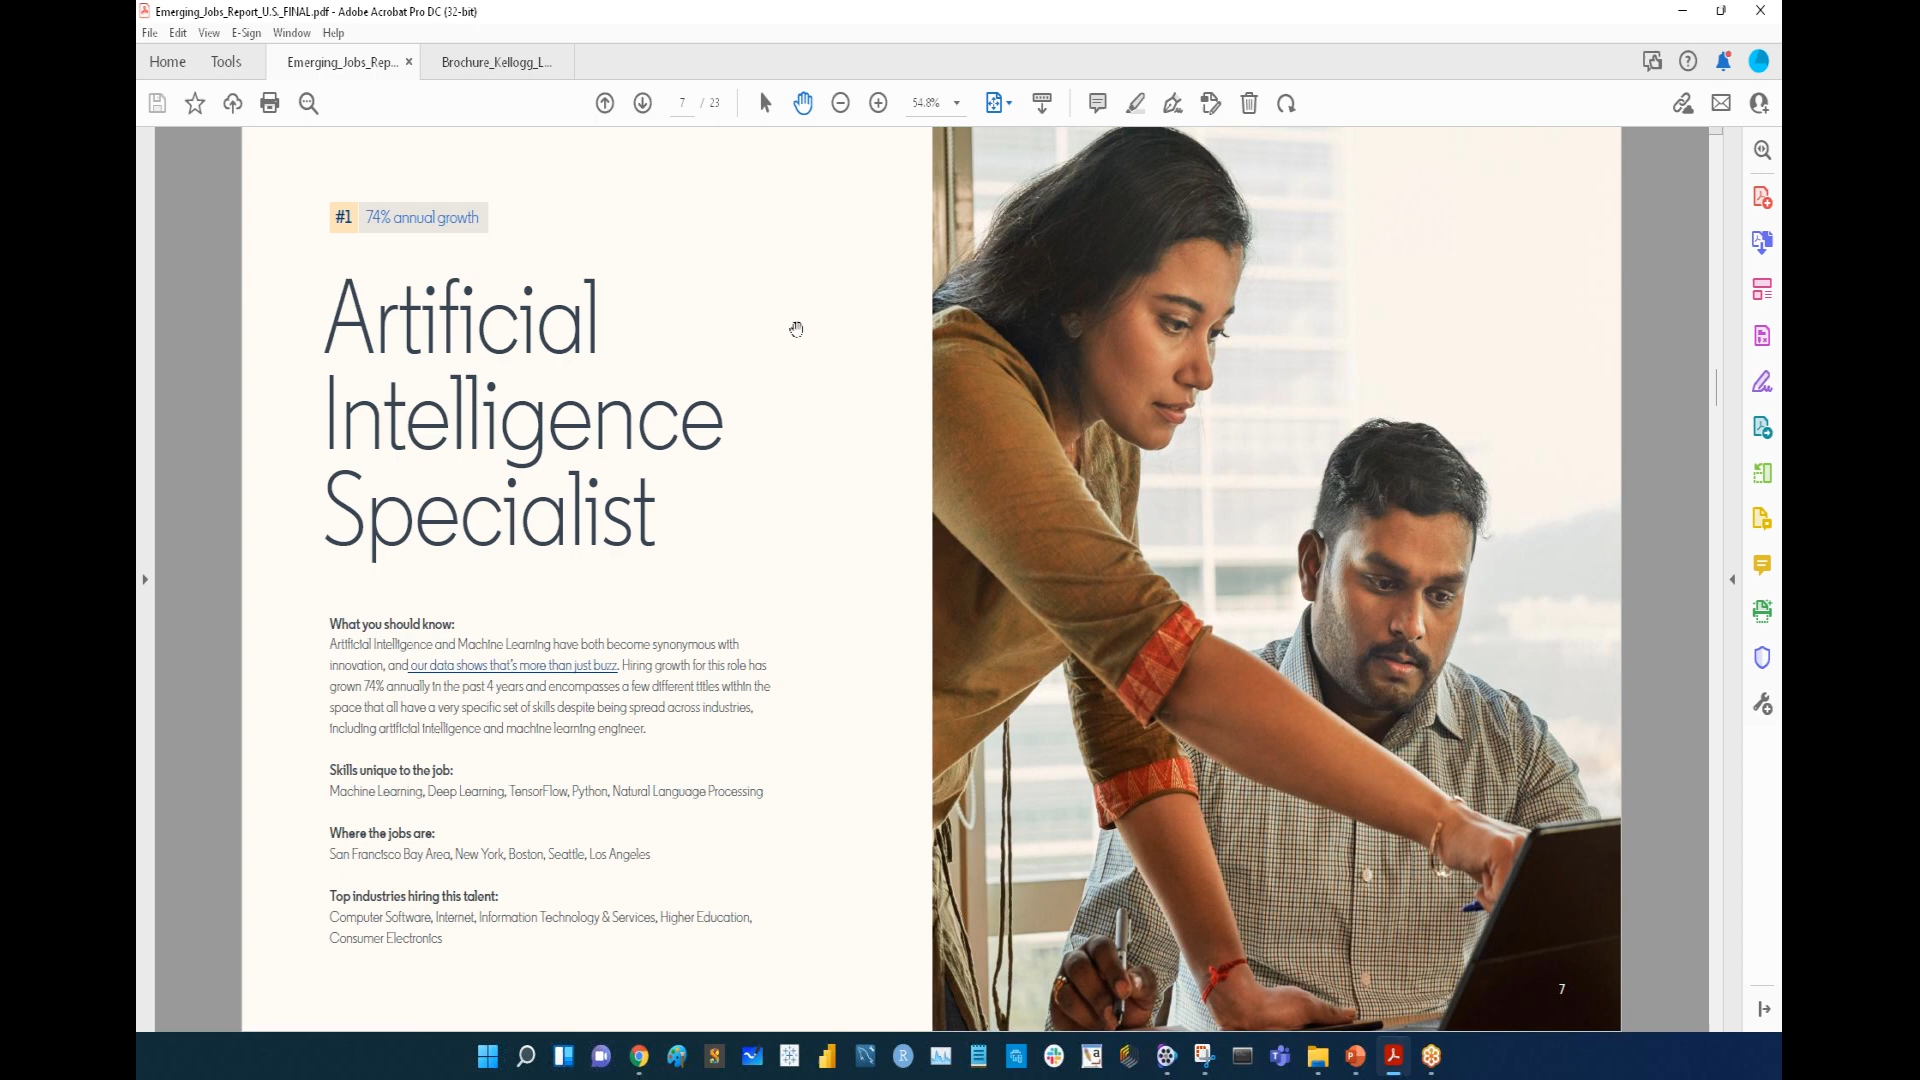 Emerging_Jobs_Report_U.S._FINAL.pdf - Adobe Acrobat Pro DC (32-bit)
File Edit View E-Sign Window Help
Home Tools Emerging_Jobs_Rep... × Brochure_Kellogg_L...
7 / 23 54.8%
#1 74% annual growth
Artificial
Intelligence
Specialist
What you should know:
Artificial Intelligence and Machine Learning have both become synonymous with
innovation, and our data shows that's more than just buzz. Hiring growth for this role has
grown 74% annually in the past 4 years and encompasses a few different titles within the
space that all have a very specific set of skills despite being spread across industries,
including artificial intelligence and machine learning engineer.
Skills unique to the job:
Machine Learning, Deep Learning, TensorFlow, Python, Natural Language Processing
Where the jobs are:
San Francisco Bay Area, New York, Boston, Seattle, Los Angeles
Top industries hiring this talent:
Computer Software, Internet, Information Technology & Services, Higher Education,
Consumer Electronics
7